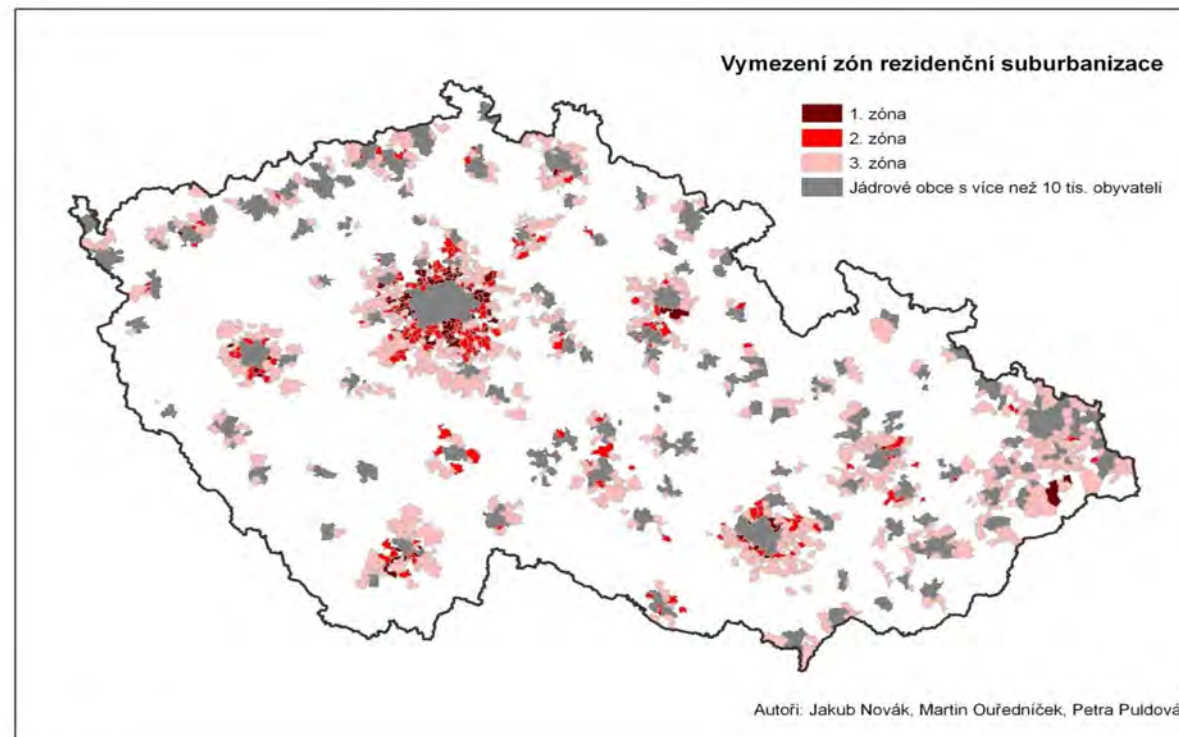 Vymezení zón rezidenční suburbanizace
1. zóna
2. zóna
3. zóna
Jádrové obce s více než 10 tis. obyvateli
Autoři: Jakub Novák, Martin Ouředníček, Petra Puldová